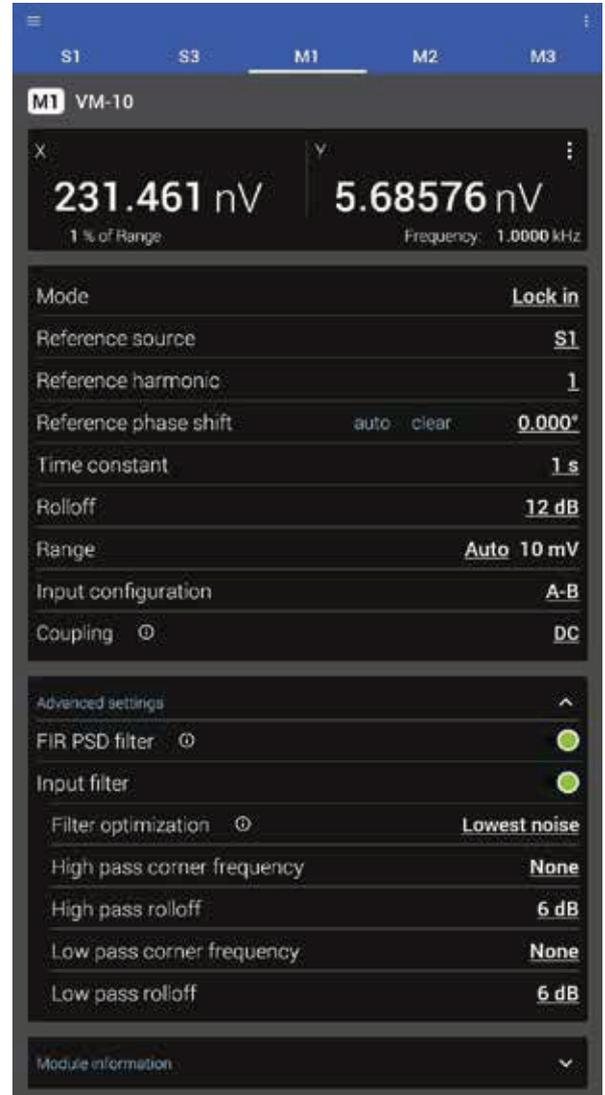 S1 S3 M1 M2 M3
M1 VM-10
X Y
231.461 nV 5.68576 nV
1 % of Range Frequency: 1.0000 kHz
Mode Lock in
Reference source S1
Reference harmonic 1
Reference phase shift auto clear 0.000°
Time constant 1 s
Rolloff 12 dB
Range Auto 10 mV
Input configuration A-B
Coupling DC
Advanced settings
FIR PSD filter
Input filter
Filter optimization Lowest noise
High pass corner frequency None
High pass rolloff 6 dB
Low pass corner frequency None
Low pass rolloff 6 dB
Module information